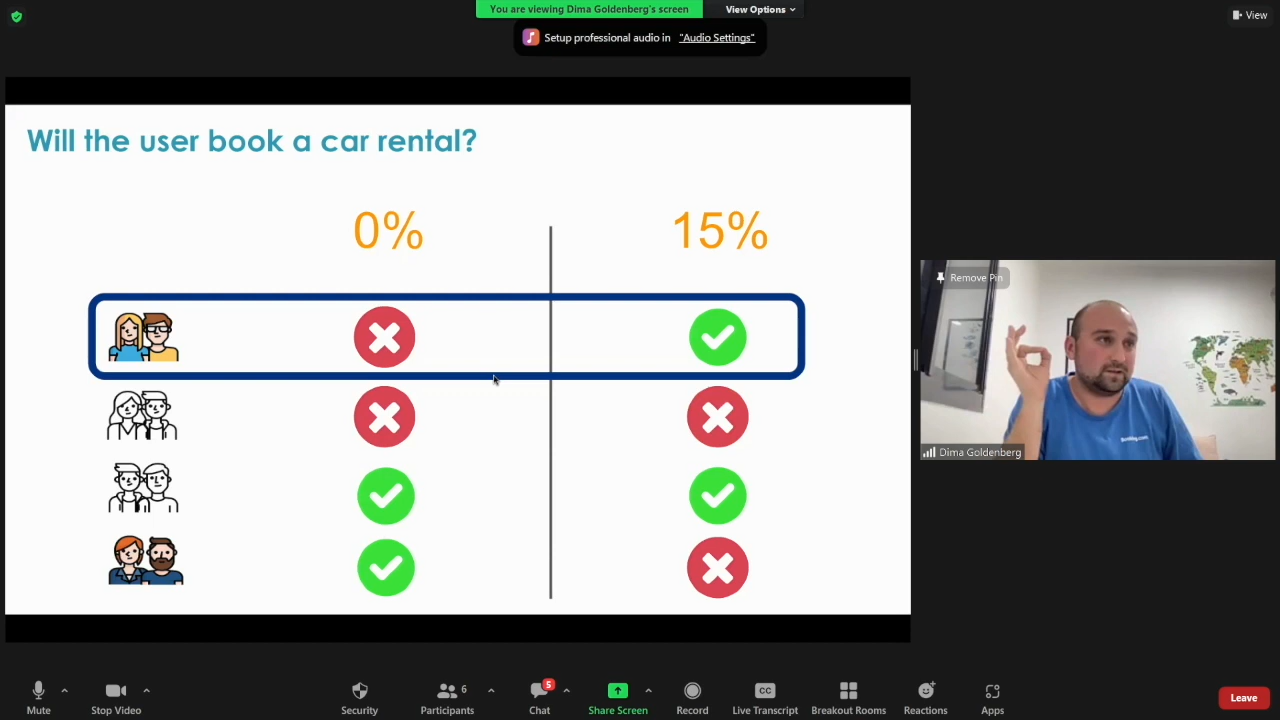 You are viewing Dima Goldenberg's screen
View Options
View
Setup professional audio in "Audio Settings"
Will the user book a car rental?
0%
15%
Remove Pin
Booking.com
Dima Goldenberg
6
5
Mute
Stop Video
Security
Participants
Chat
Share Screen
Record
CC
Live Transcript
Breakout Rooms
Reactions
Apps
Leave